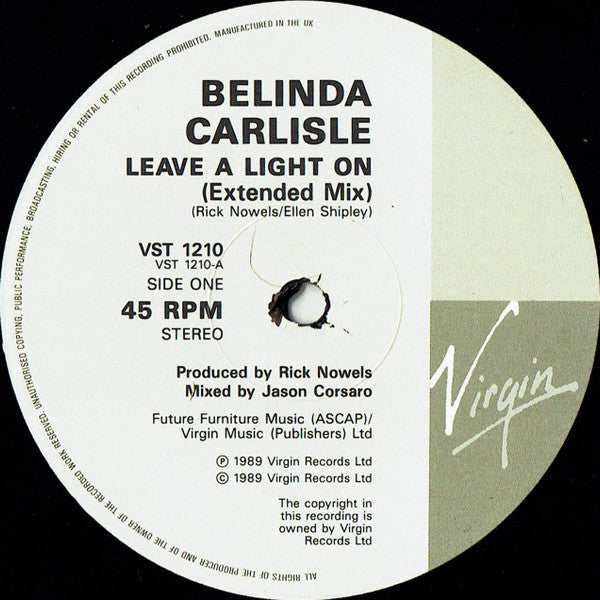 BELINDA
CARLISLE
LEAVE A LIGHT ON
(Extended Mix)
(Rick Nowels/Ellen Shipley)
VST 1210
VST 1210-A
SIDE ONE
45 RPM
STEREO
Produced by Rick Nowels
Mixed by Jason Corsaro
Future Furniture Music (ASCAP)/
Virgin Music (Publishers) Ltd
℗ 1989 Virgin Records Ltd
© 1989 Virgin Records Ltd
The copyright in
this recording is
owned by Virgin
Records Ltd
Virgin
ALL RIGHTS OF THE PRODUCER AND OF THE OWNER OF THE RECORDED WORK RESERVED. UNAUTHORISED COPYING, PUBLIC PERFORMANCE, BROADCASTING, HIRING OR RENTAL OF THIS RECORDING PROHIBITED. MANUFACTURED IN THE UK